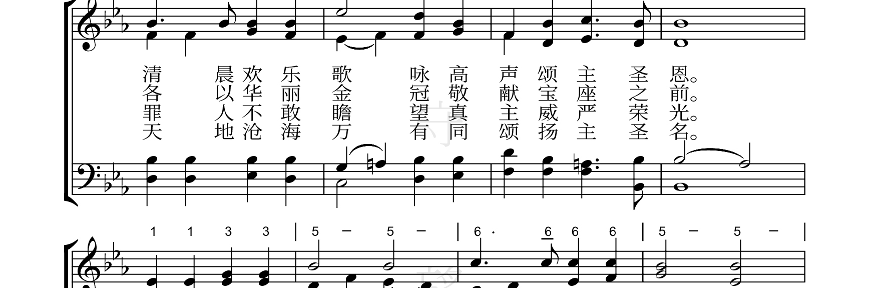 清 晨欢 乐 歌 咏 高 声 颂 主 圣 恩。
各 以华 丽 金 冠 敬 献 宝 座 之 前。
罪 人不 敢 瞻 望 真 主 威 严 荣 光。
天 地沧 海 万 有 同 颂 扬 主 圣 名。
1 1 3 3 | 5 – 5 – | 6 . 6 6 6 | 5 – 5 – |